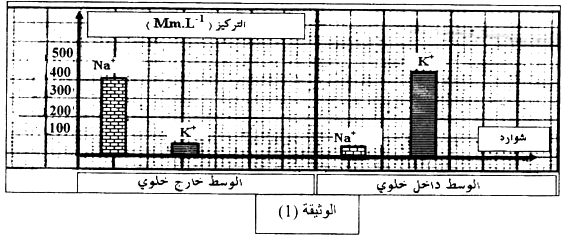 التركيز ( Mm.L-1 )
500
400
300
200
100
Na+
K+
Na+
K+
شوارد
الوسط خارج خلوي
الوسط داخل خلوي
الوثيقة (1)